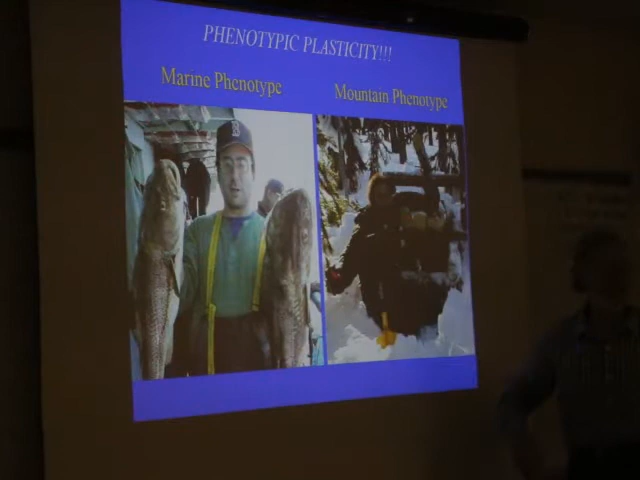 PHENOTYPIC PLASTICITY!!!
Marine Phenotype
Mountain Phenotype
B